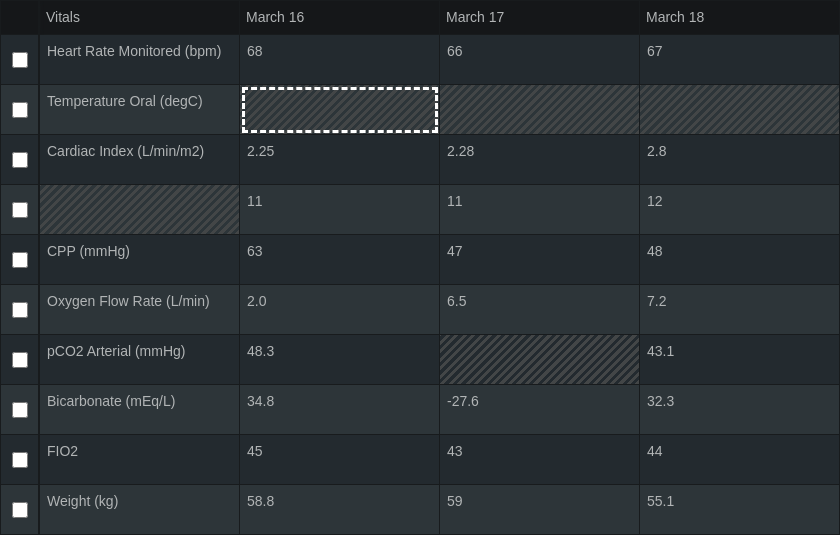 Vitals March 16 March 17 March 18
Heart Rate Monitored (bpm) 68 66 67
Temperature Oral (degC)
Cardiac Index (L/min/m2) 2.25 2.28 2.8
11 11 12
CPP (mmHg) 63 47 48
Oxygen Flow Rate (L/min) 2.0 6.5 7.2
pCO2 Arterial (mmHg) 48.3 43.1
Bicarbonate (mEq/L) 34.8 -27.6 32.3
FIO2 45 43 44
Weight (kg) 58.8 59 55.1